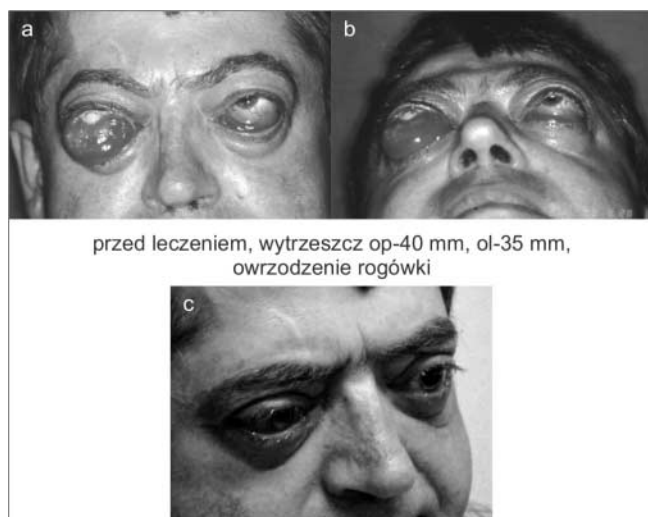 a
b
przed leczeniem, wytrzeszcz op-40 mm, ol-35 mm,
owrzodzenie rogówki
c